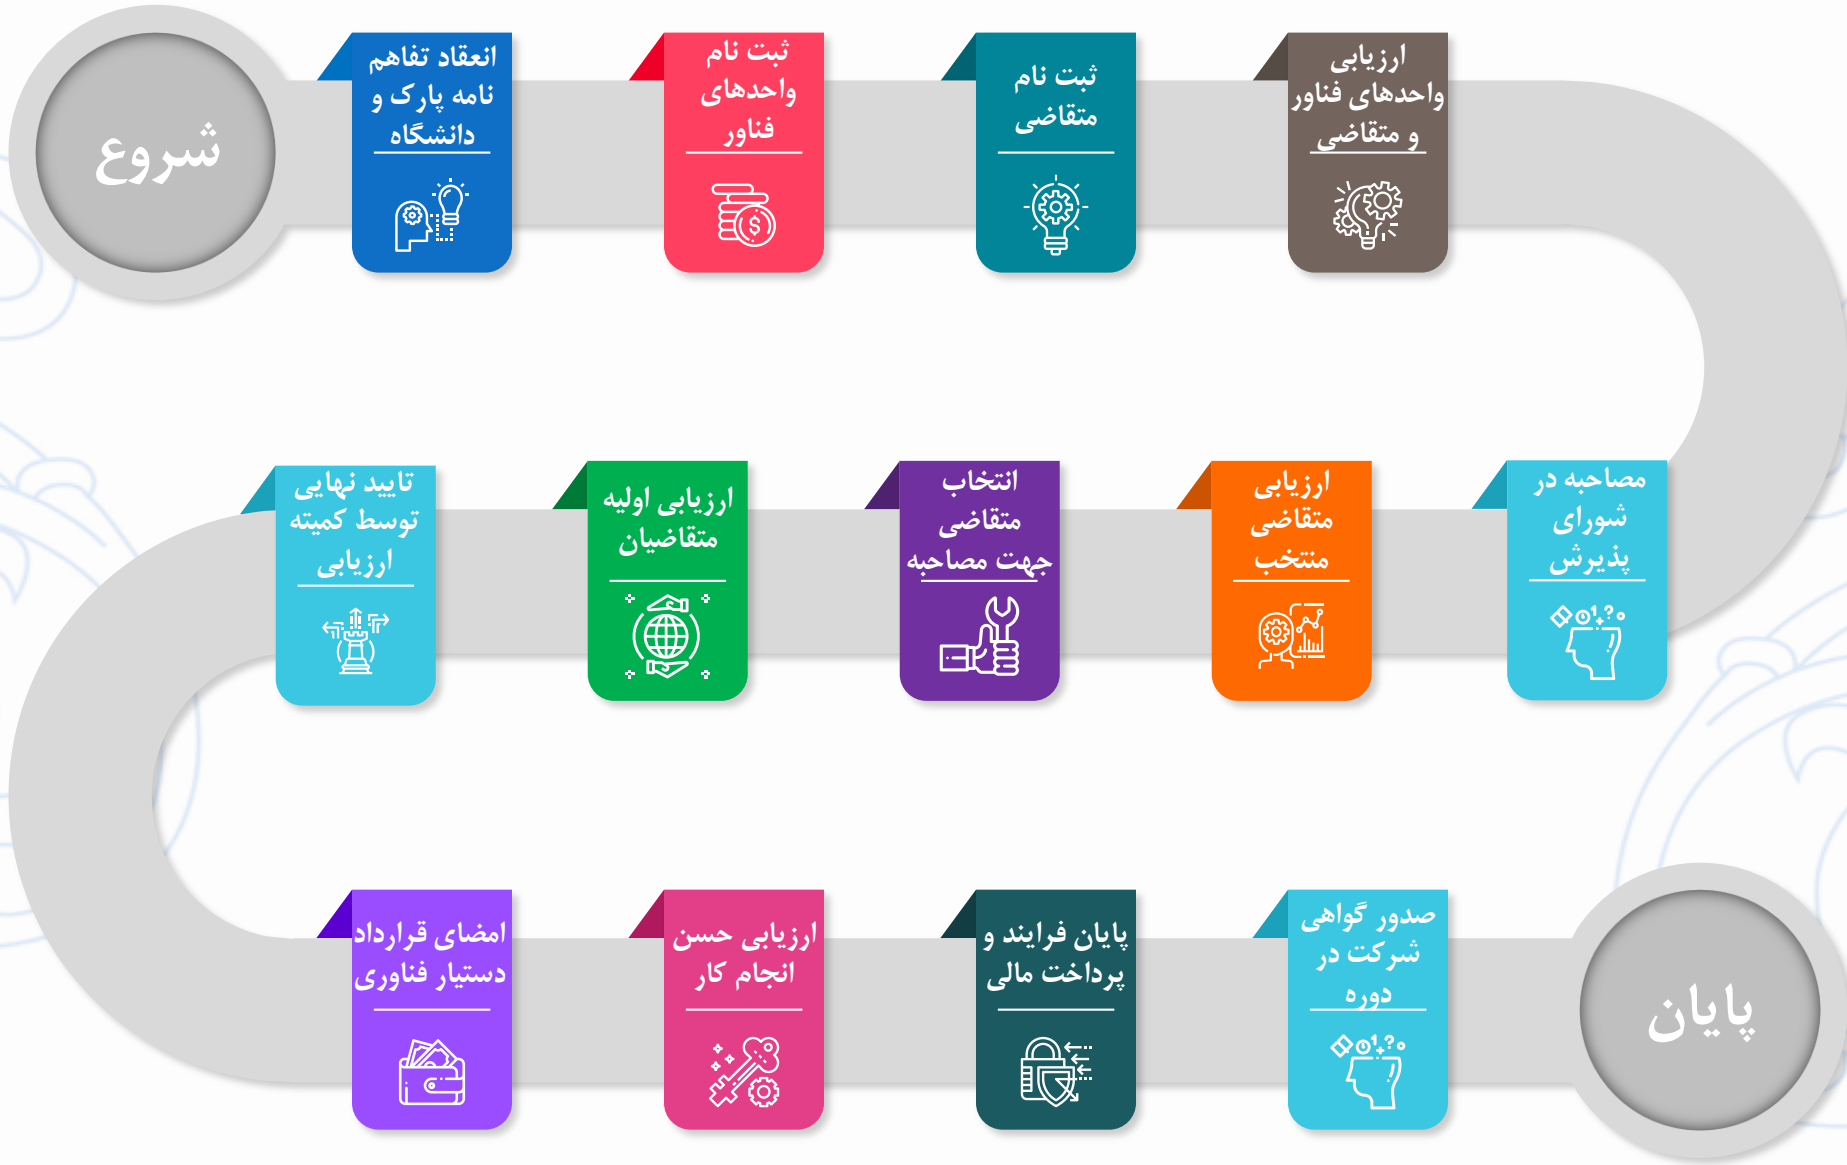 شروع
انعقاد تفاهم
نامه پارک و
دانشگاه
ثبت نام
واحدهای
فناور
ثبت نام
متقاضی
ارزیابی
واحدهای فناور
و متقاضی
مصاحبه در
شورای
پذیرش
ارزیابی
متقاضی
منتخب
انتخاب
متقاضی
جهت مصاحبه
ارزیابی اولیه
متقاضیان
تایید نهایی
توسط کمیته
ارزیابی
امضای قرارداد
دستیار فناوری
ارزیابی حسن
انجام کار
پایان فرایند و
پرداخت مالی
صدور گواهی
شرکت در
دوره
پایان